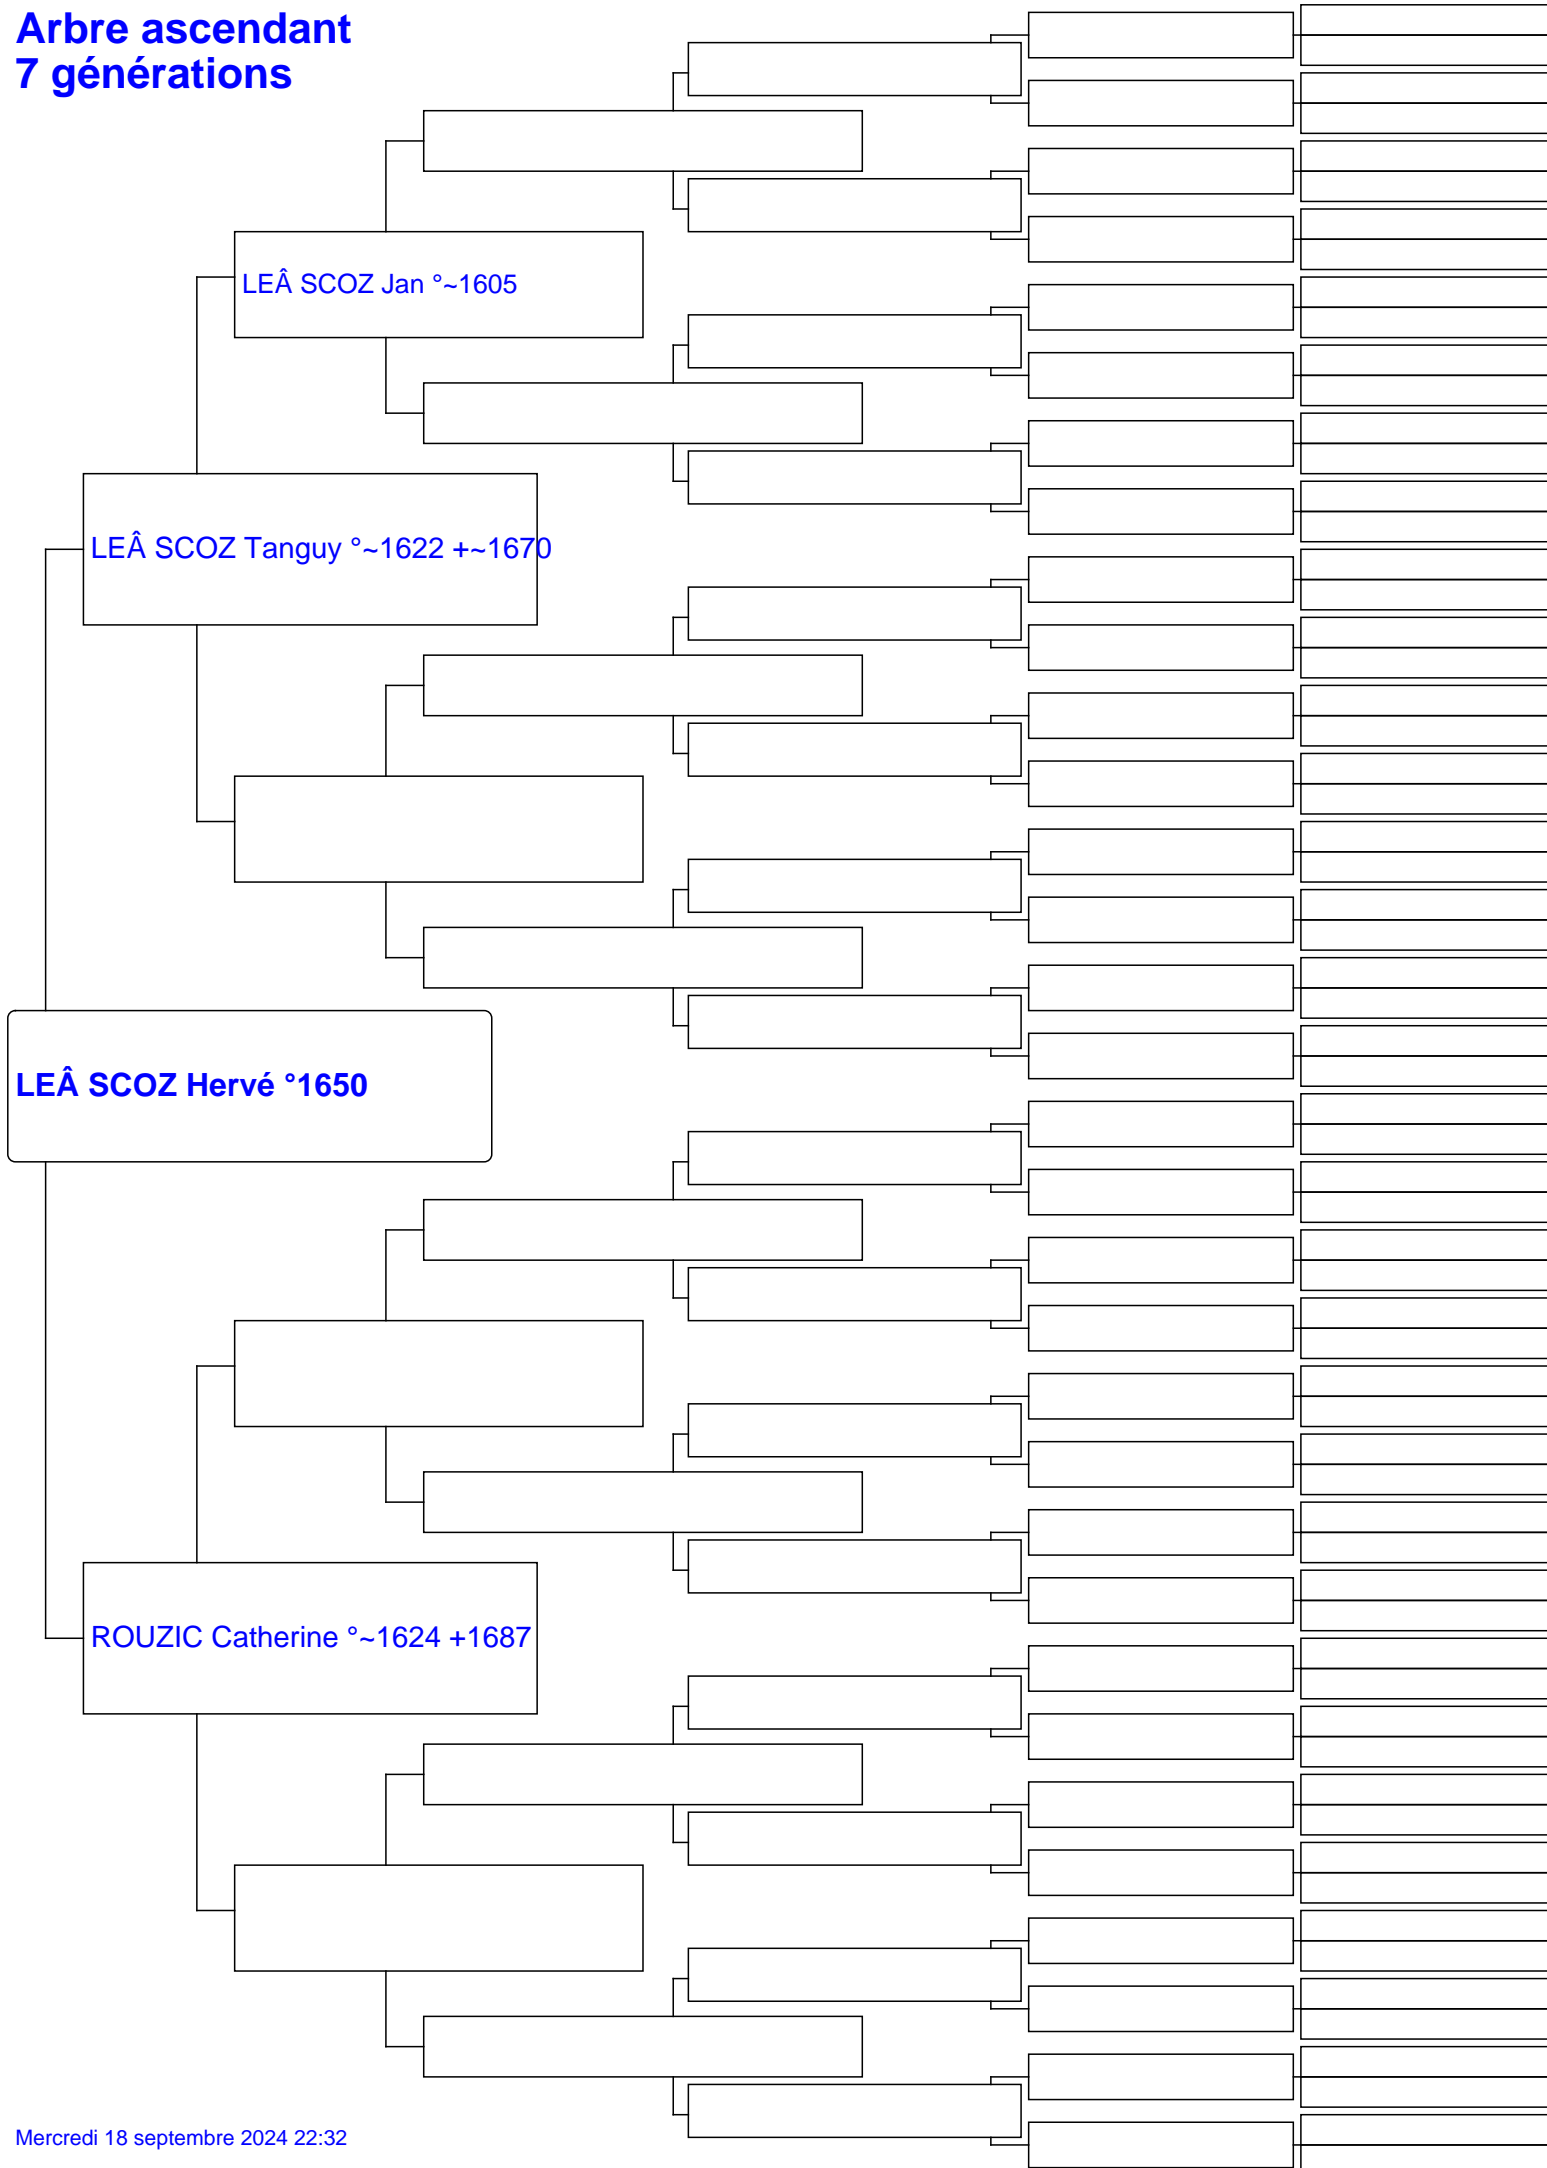 Arbre ascendant
7 générations
LEÂ SCOZ Jan °~1605
LEÂ SCOZ Tanguy °~1622 +~1670
LEÂ SCOZ Hervé °1650
ROUZIC Catherine °~1624 +1687
Mercredi 18 septembre 2024 22:32